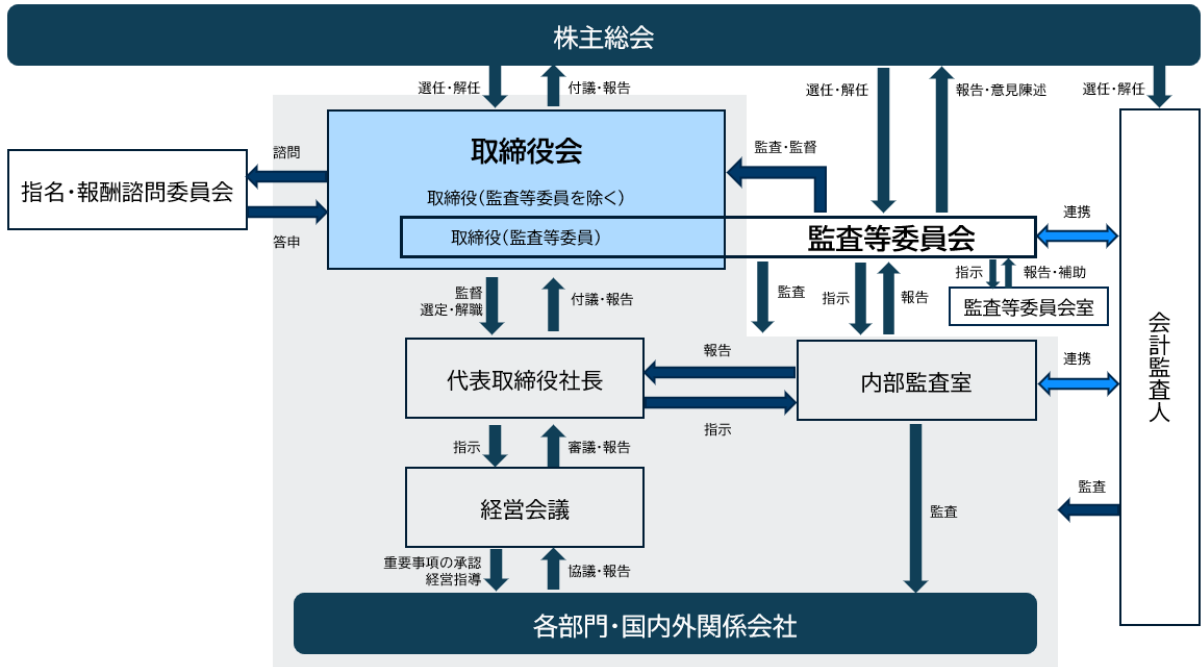 株主総会
選任・解任
付議・報告
選任・解任
報告・意見陳述
選任・解任
取締役会
監査・監督
諮問
指名・報酬諮問委員会
取締役(監査等委員を除く)
答申
取締役(監査等委員)
監査等委員会
連携
監督
選定・解職
付議・報告
監査
指示
報告
指示
報告・補助
監査等委員会室
会計監査人
代表取締役社長
報告
指示
内部監査室
連携
指示
審議・報告
経営会議
監査
監査
重要事項の承認
経営指導
協議・報告
各部門・国内外関係会社